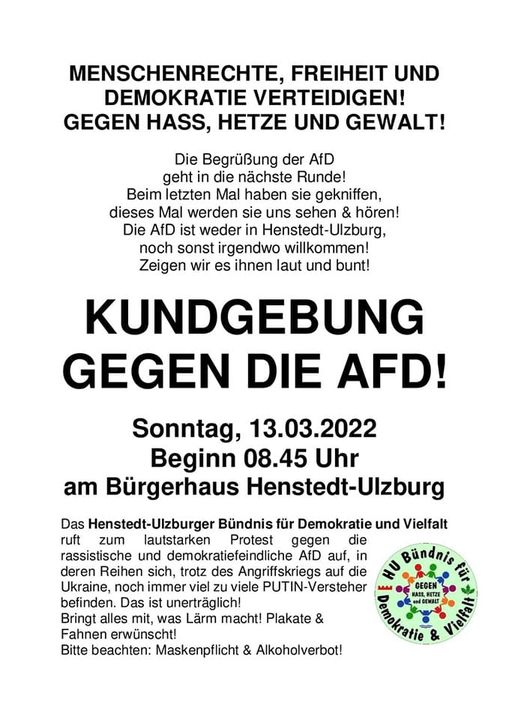 MENSCHENRECHTE, FREIHEIT UND
DEMOKRATIE VERTEIDIGEN!
GEGEN HASS, HETZE UND GEWALT!
Die Begrüßung der AfD
geht in die nächste Runde!
Beim letzten Mal haben sie gekniffen,
dieses Mal werden sie uns sehen & hören!
Die AfD ist weder in Henstedt-Ulzburg,
noch sonst irgendwo willkommen!
Zeigen wir es ihnen laut und bunt!
KUNDGEBUNG
GEGEN DIE AFD!
Sonntag, 13.03.2022
Beginn 08.45 Uhr
am Bürgerhaus Henstedt-Ulzburg
Das Henstedt-Ulzburger Bündnis für Demokratie und Vielfalt
ruft zum lautstarken Protest gegen die
rassistische und demokratiefeindliche AfD auf, in
deren Reihen sich, trotz des Angriffskriegs auf die
Ukraine, noch immer viel zu viele PUTIN-Versteher
befinden. Das ist unerträglich!
Bringt alles mit, was Lärm macht! Plakate &
Fahnen erwünscht!
Bitte beachten: Maskenpflicht & Alkoholverbot!
HU Bündnis für
Demokratie & Vielfalt
GEGEN
HASS, HETZE
und GEWALT